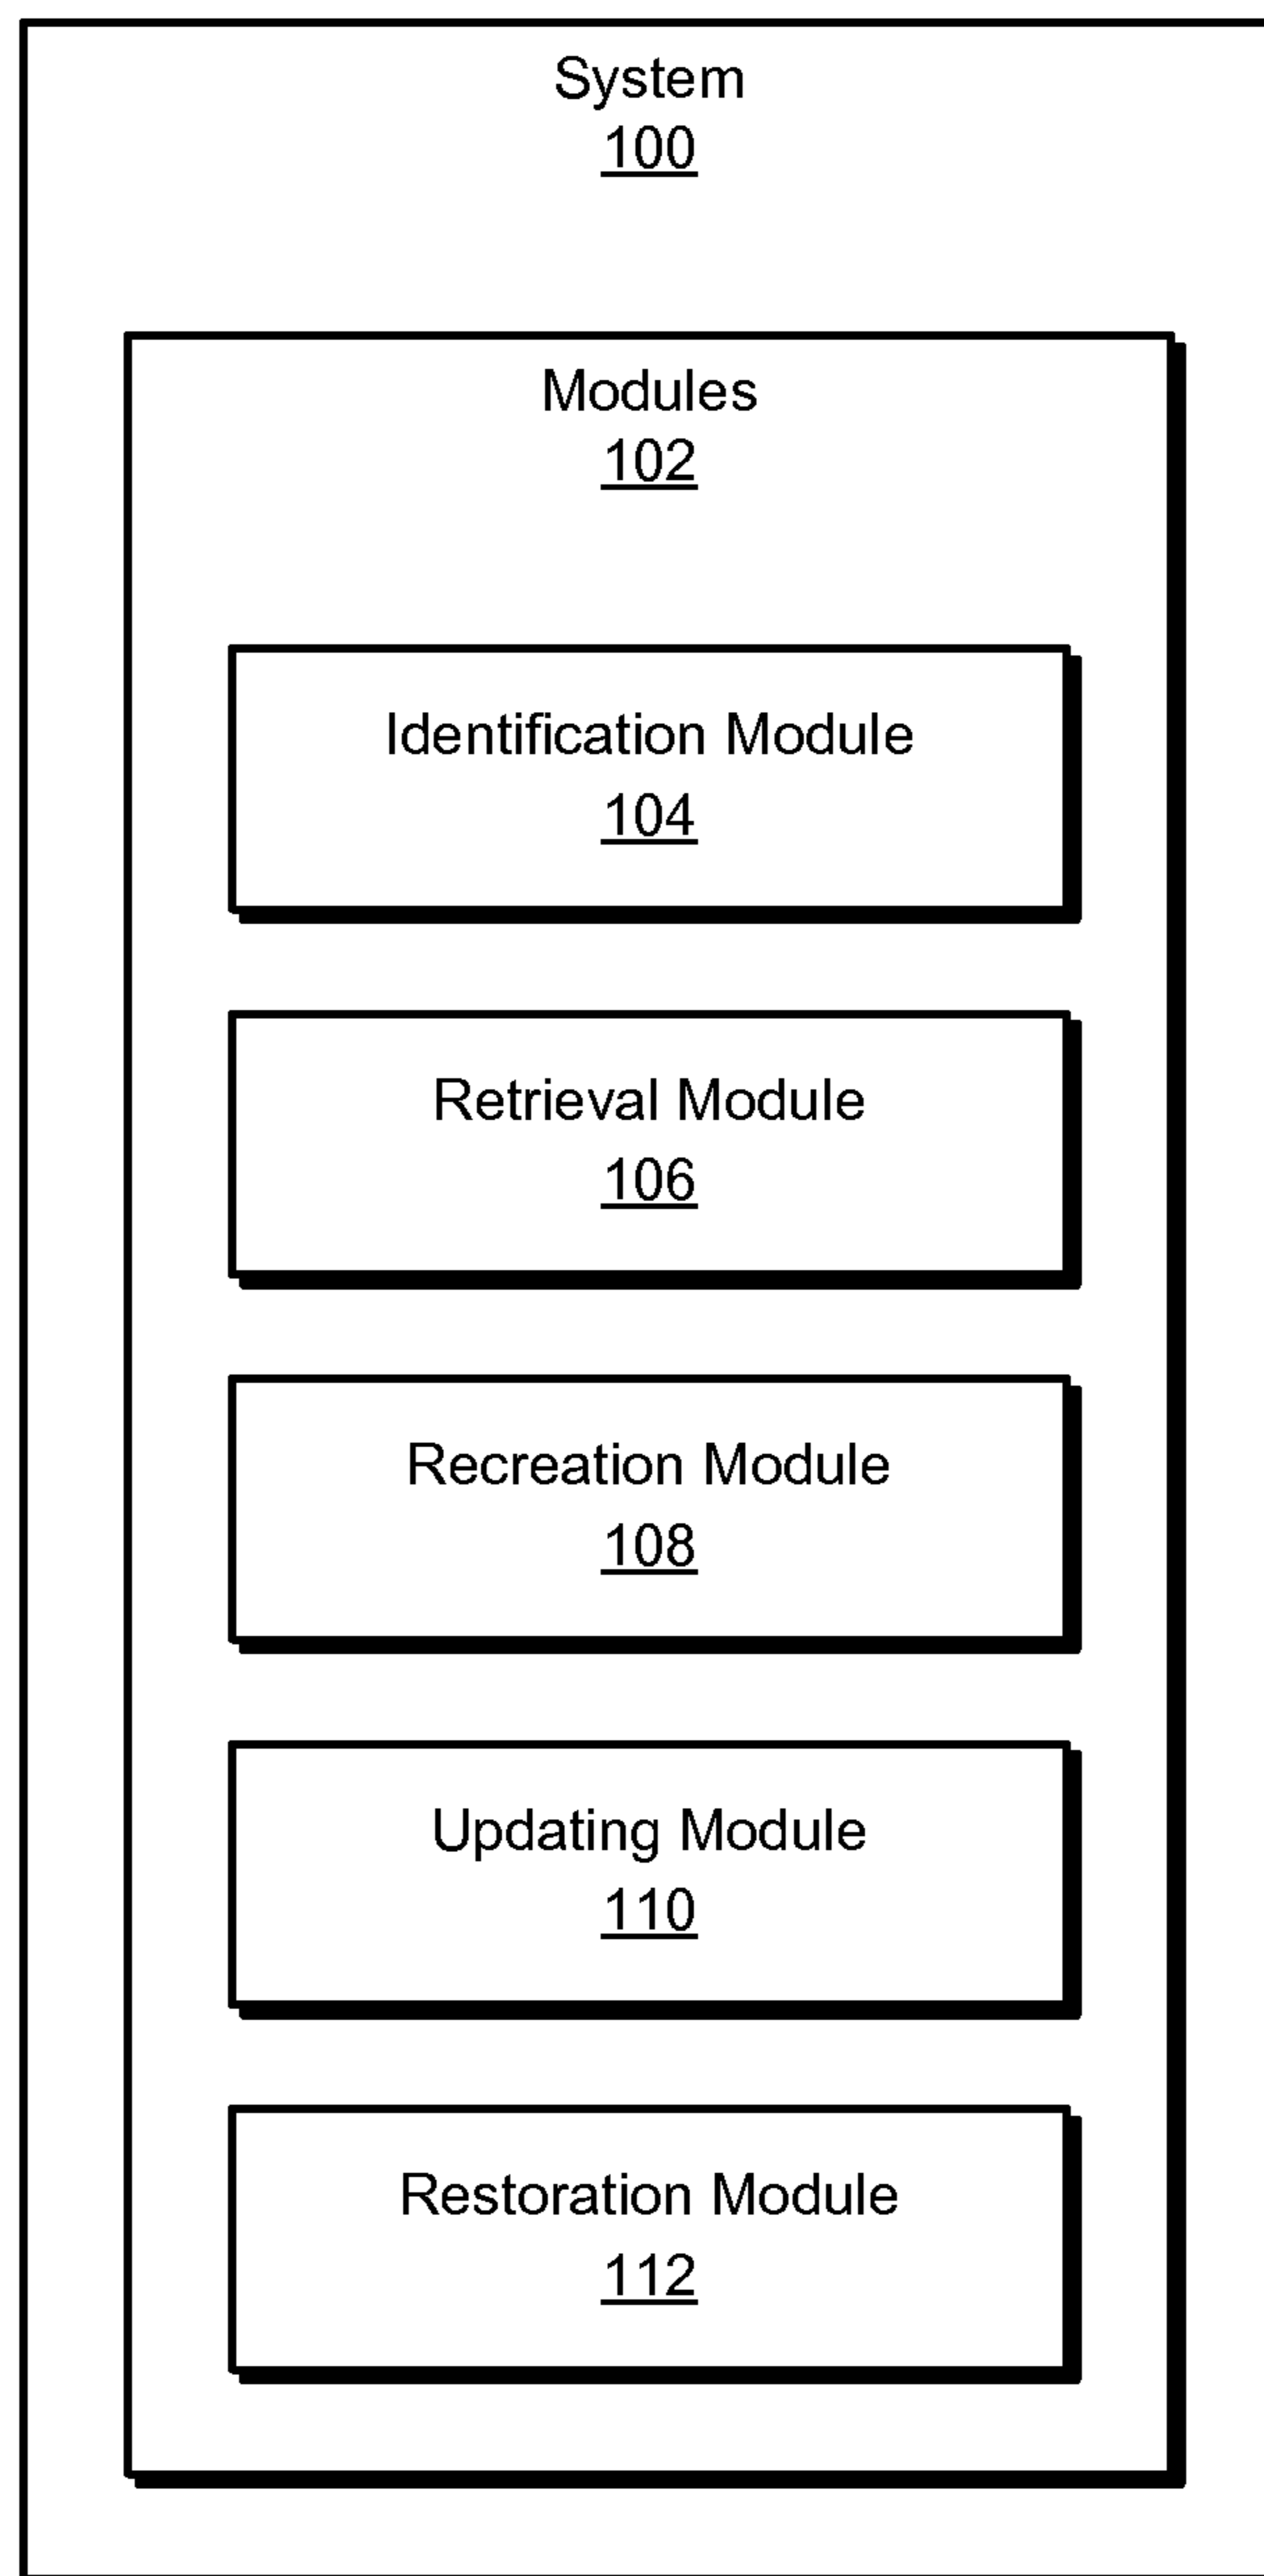 System
100
Modules
102
Identification Module
104
Retrieval Module
106
Recreation Module
108
Updating Module
110
Restoration Module
112